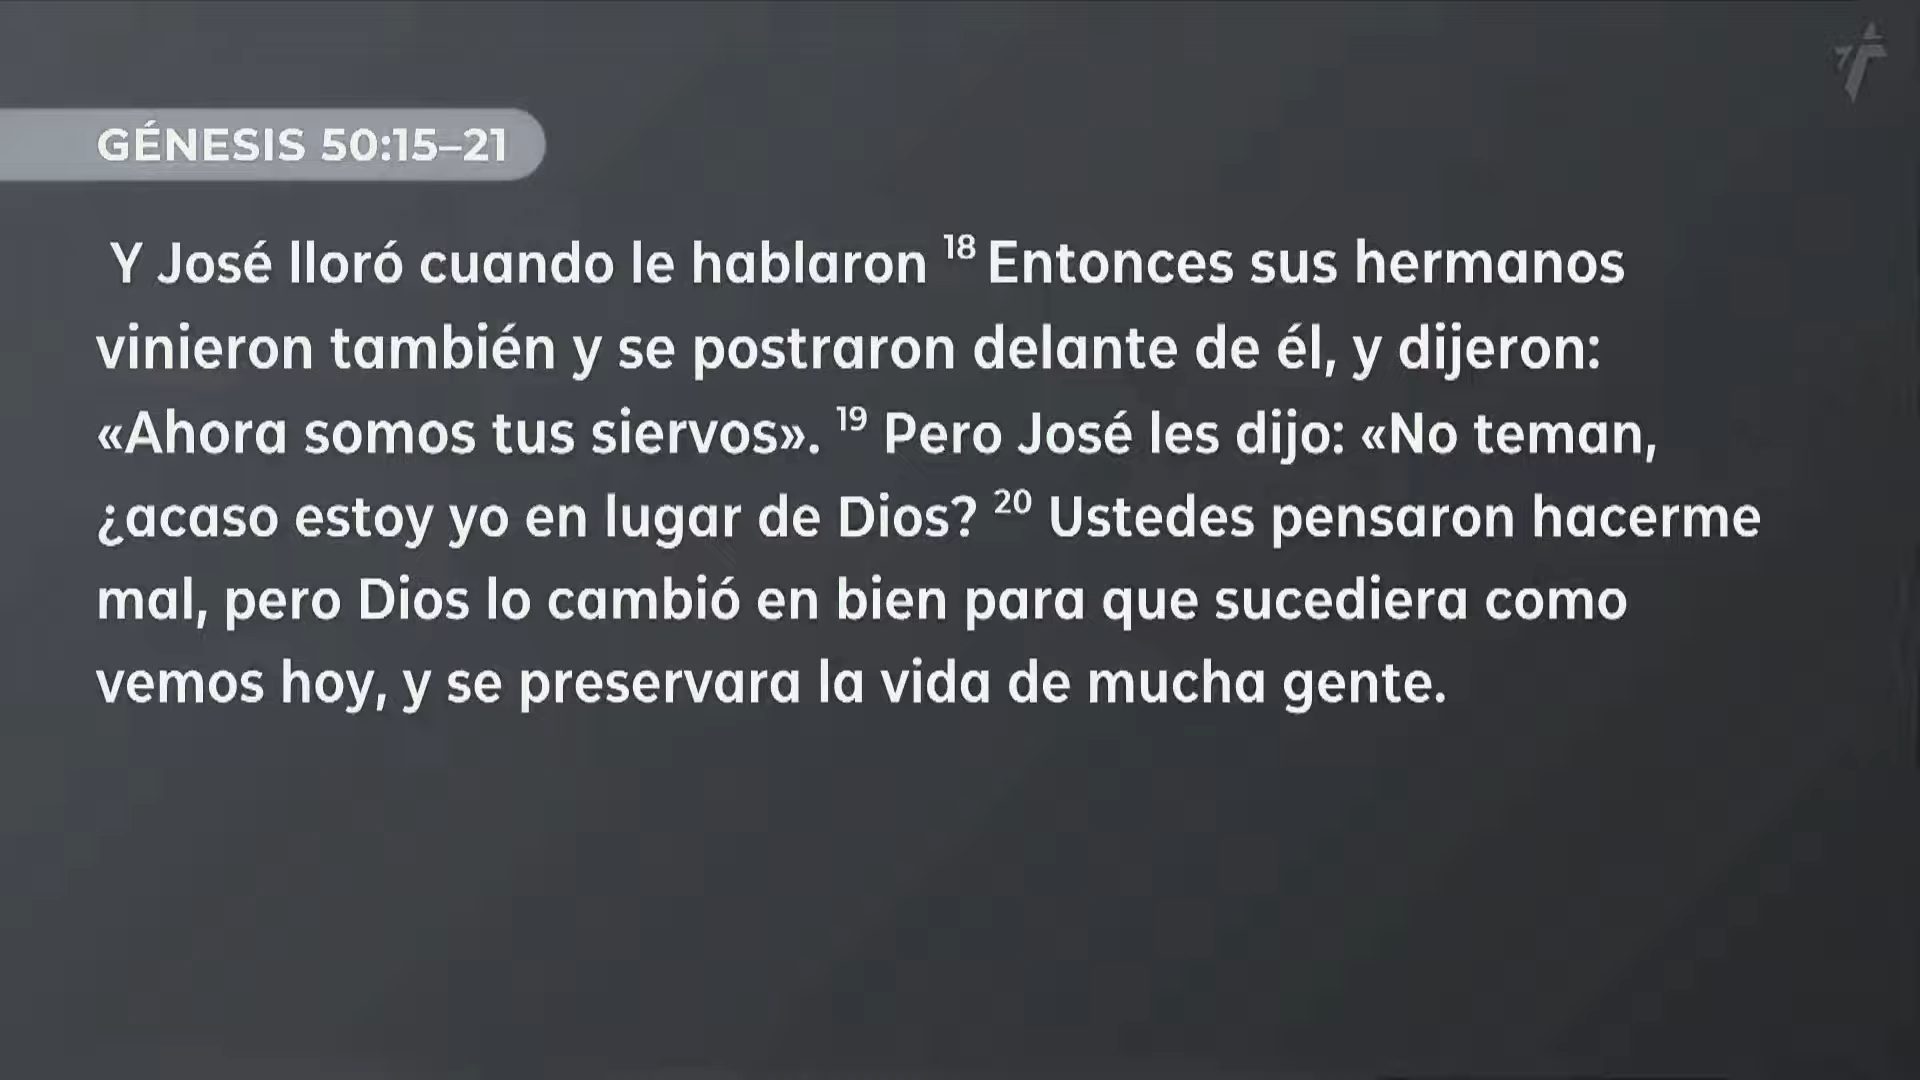 GÉNESIS 50:15–21
Y José lloró cuando le hablaron 18 Entonces sus hermanos
vinieron también y se postraron delante de él, y dijeron:
«Ahora somos tus siervos». 19 Pero José les dijo: «No teman,
¿acaso estoy yo en lugar de Dios? 20 Ustedes pensaron hacerme
mal, pero Dios lo cambió en bien para que sucediera como
vemos hoy, y se preservara la vida de mucha gente.